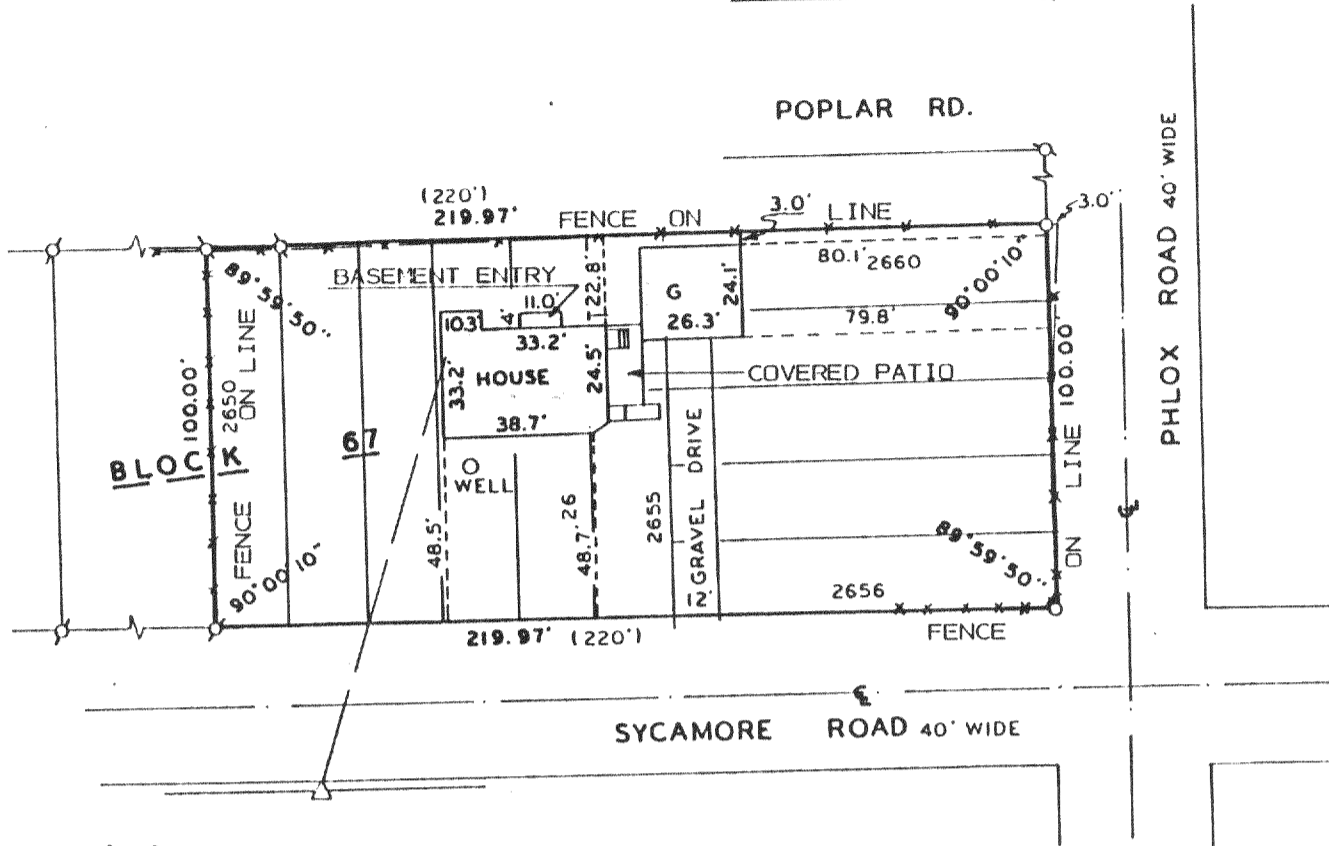 POPLAR RD.
PHLOX ROAD 40' WIDE
(220')
219.97'
FENCE ON LINE
3.0'
3.0'
89°59'50"
BASEMENT ENTRY
22.8'
80.1'
2660
90°00'10"
G
24.1'
26.3'
79.8'
10.3'
4'
11.0'
33.2'
HOUSE
33.2'
24.5'
38.7'
COVERED PATIO
100.00'
2650
FENCE ON LINE
BLOCK 67
WELL
90°00'10"
48.5'
48.7'
26
2655
12' GRAVEL DRIVE
2656
89°59'50"
FENCE ON LINE 100.00'
219.97' (220')
SYCAMORE ROAD 40' WIDE